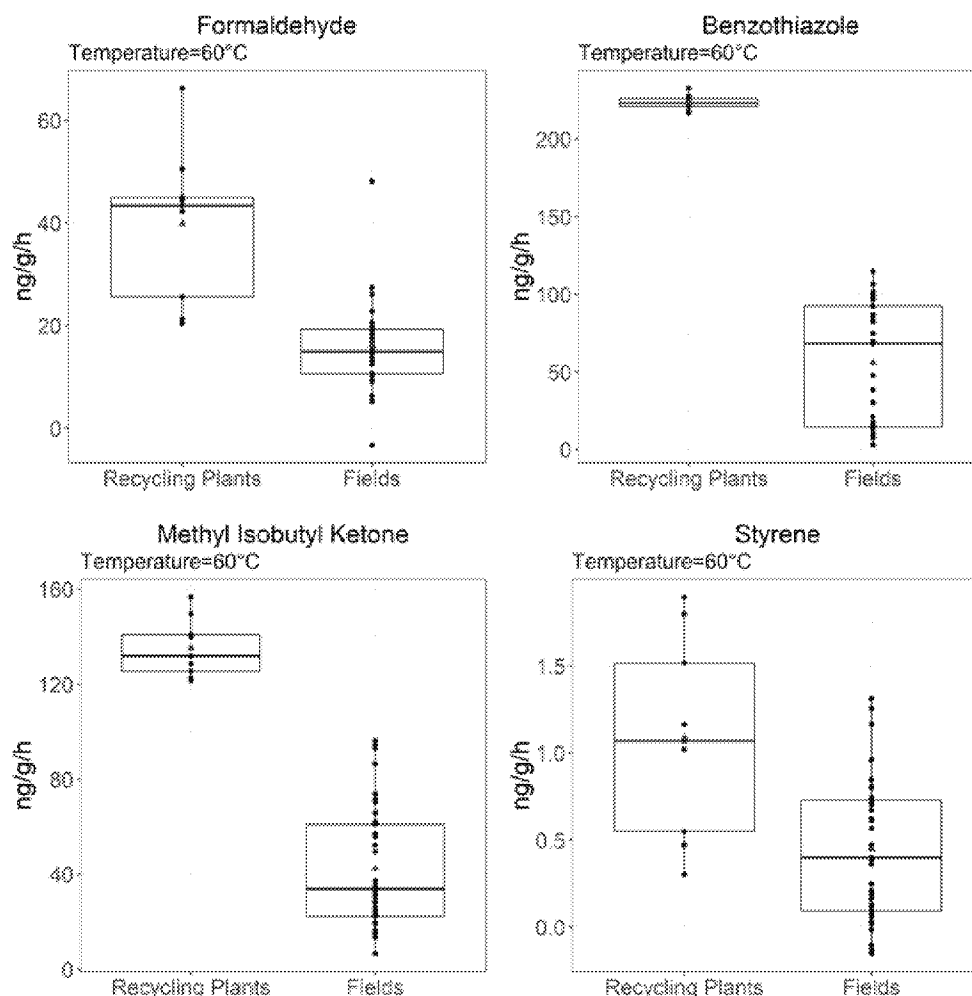 Formaldehyde
Temperature=60°C
ng/g/h
60
40
20
0
Recycling Plants
Fields
Benzothiazole
Temperature=60°C
ng/g/h
200
150
100
50
0
Recycling Plants
Fields
Methyl Isobutyl Ketone
Temperature=60°C
ng/g/h
160
120
80
40
0
Recycling Plants
Fields
Styrene
Temperature=60°C
ng/g/h
1.5
1.0
0.5
0.0
Recycling Plants
Fields